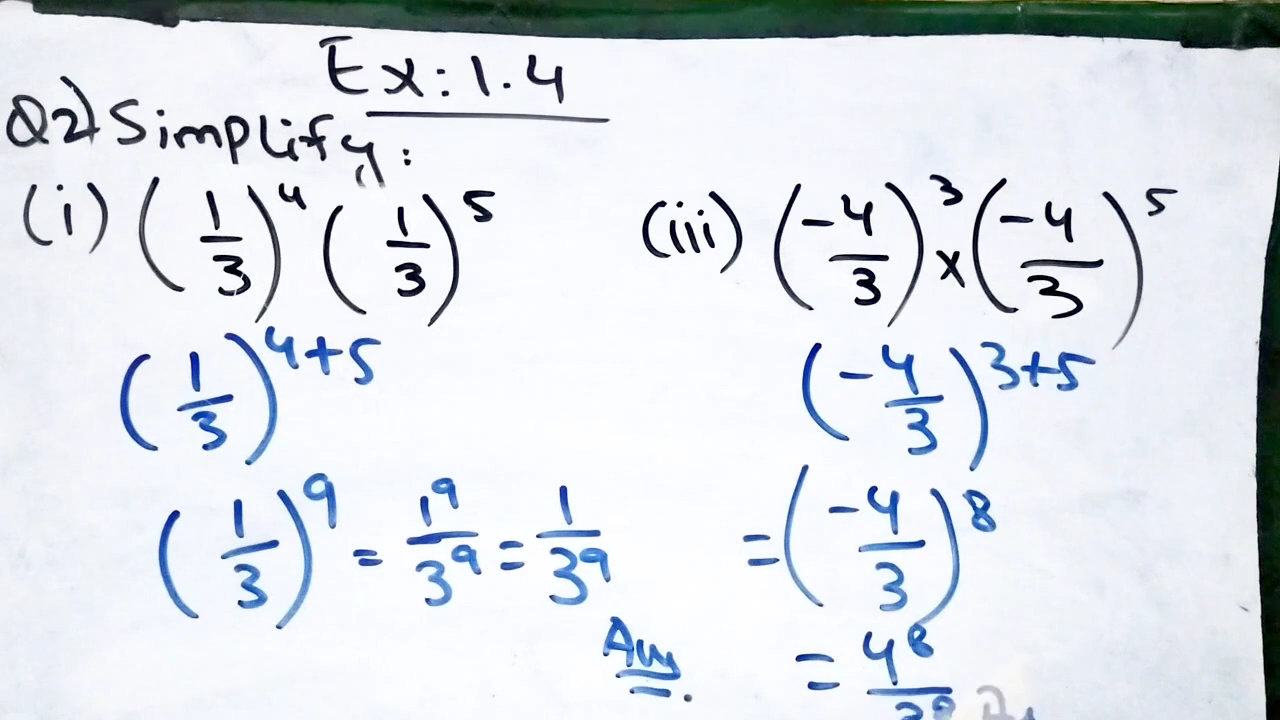 Ex: 1.4
Q2) Simplify:
(i) (1/3)^4 (1/3)^5
(1/3)^4+5
(1/3)^9 = 1^9/3^9 = 1/3^9
Ans.
(iii) (-4/3)^3 × (-4/3)^5
(-4/3)^3+5
= (-4/3)^8
= 4^8